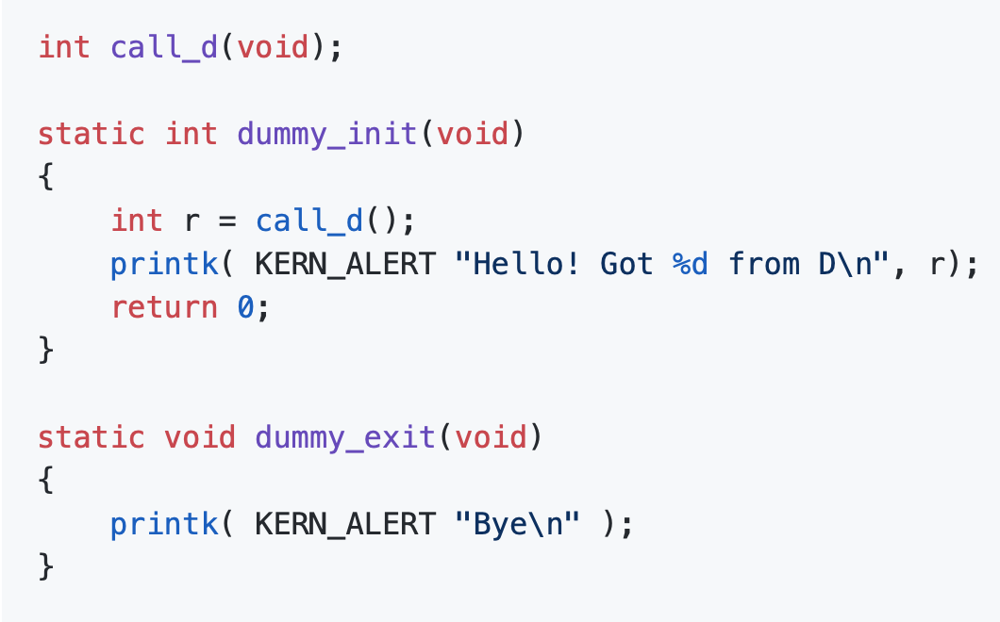 int call_d(void);
static int dummy_init(void)
{
    int r = call_d();
    printk( KERN_ALERT "Hello! Got %d from D\n", r);
    return 0;
}
static void dummy_exit(void)
{
    printk( KERN_ALERT "Bye\n" );
}